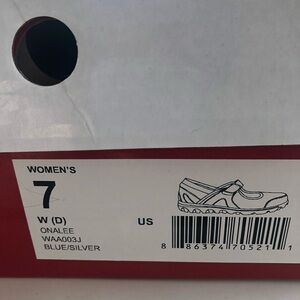 WOMEN'S
7
W (D)
US
ONALEE
WAA003J
BLUE/SILVER
8 86374 70521 1